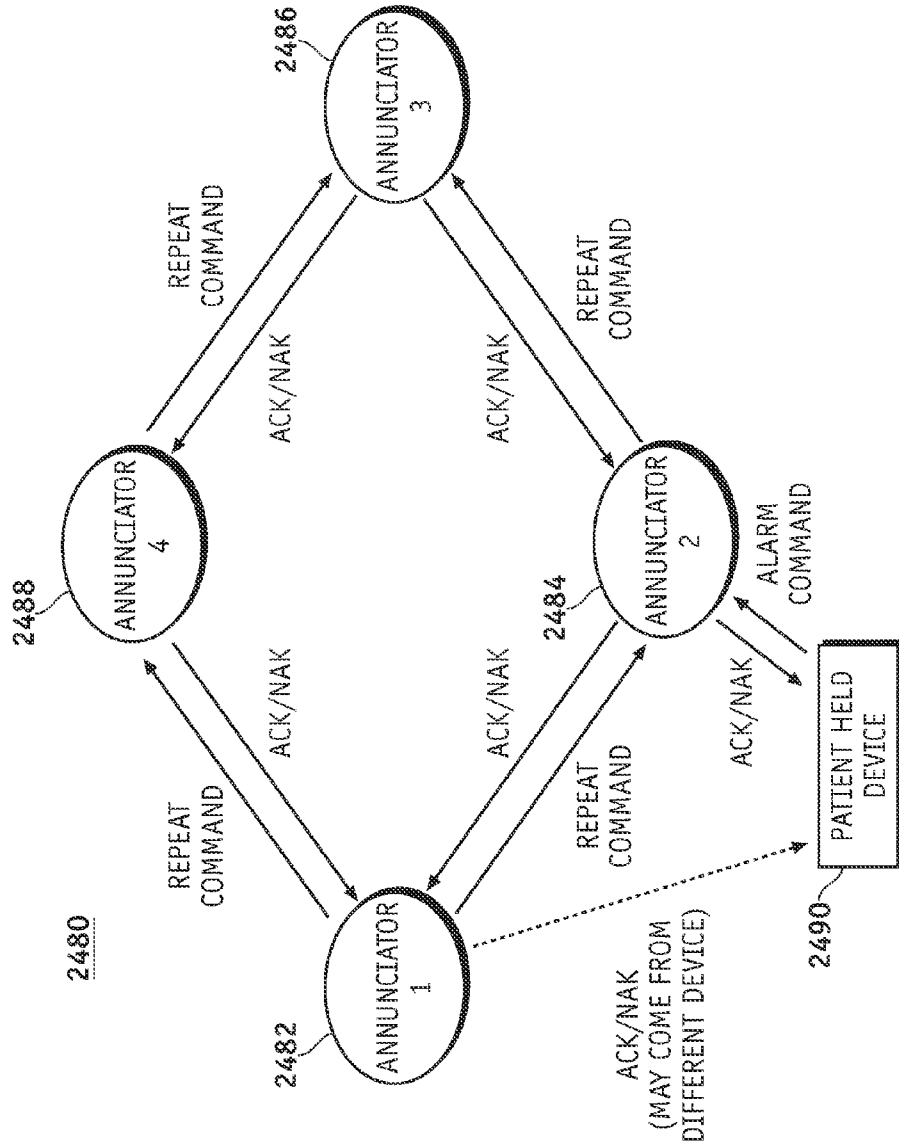 2480
2482
ANNUNCIATOR
1
2488
ANNUNCIATOR
4
2486
ANNUNCIATOR
3
2484
ANNUNCIATOR
2
REPEAT
COMMAND
ACK/NAK
REPEAT
COMMAND
ACK/NAK
ACK/NAK
REPEAT
COMMAND
ACK/NAK
REPEAT
COMMAND
ACK/NAK
ALARM
COMMAND
ACK/NAK
(MAY COME FROM
DIFFERENT DEVICE)
2490
PATIENT HELD
DEVICE